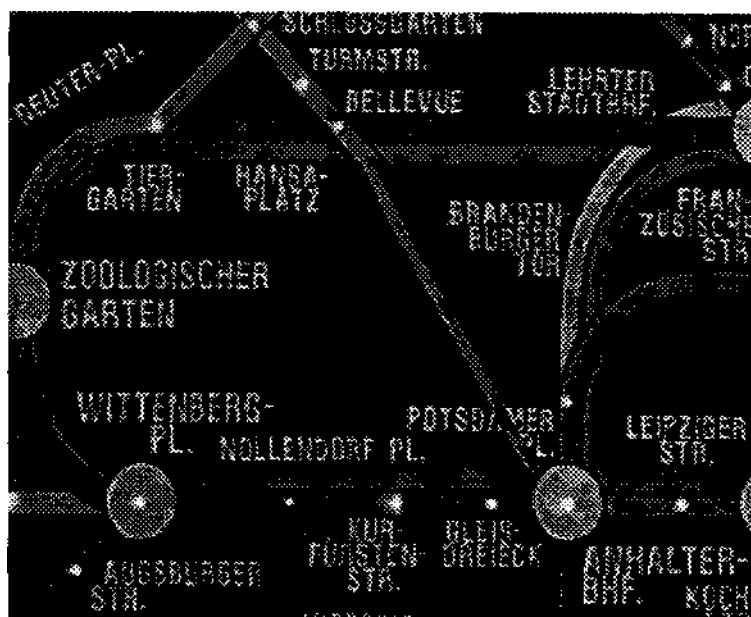 SCHLOSSGARTEN
REUTER-PL.
TURMSTR.
BELLEVUE
LEHRTER
STADTBHF.
TIER-
GARTEN
HANSA-
PLATZ
BRANDEN-
BURGER
TOR
FRAN-
ZÖSISCHE
STR
ZOOLOGISCHER
GARTEN
WITTENBERG-
PL.
NOLLENDORF PL.
POTSDAMER
PL.
LEIPZIGER
STR.
KUR-
FÜRSTEN-
STR.
GLEIS-
DREIECK
ANHALTER-
BHF.
KOCH
AUGSBURGER
STR.